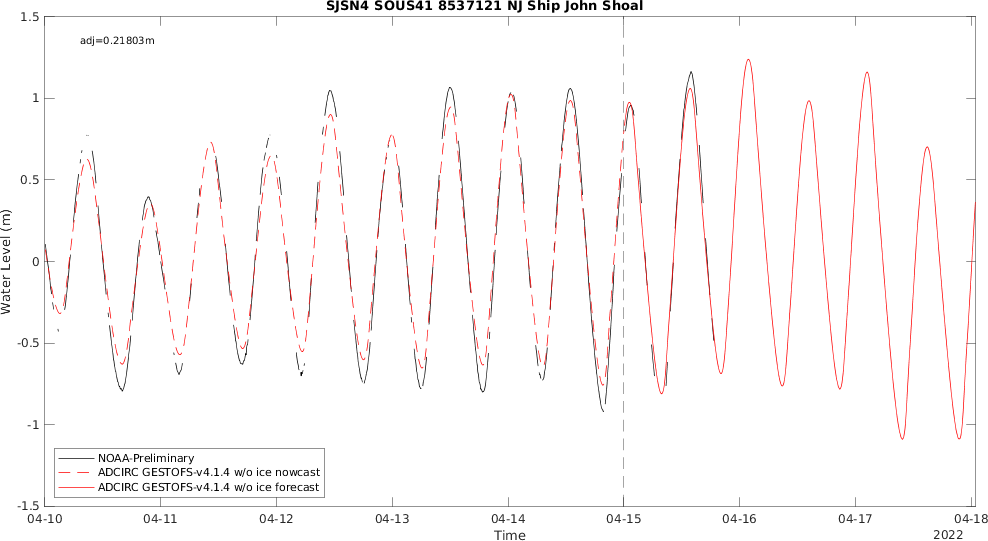 SJSN4 SOUS41 8537121 NJ Ship John Shoal
adj=0.21803m
1.5
1
0.5
0
-0.5
-1
-1.5
Water Level (m)
NOAA-Preliminary
ADCIRC GESTOFS-v4.1.4 w/o ice nowcast
ADCIRC GESTOFS-v4.1.4 w/o ice forecast
04-10 04-11 04-12 04-13 04-14 04-15 04-16 04-17 04-18
Time
2022